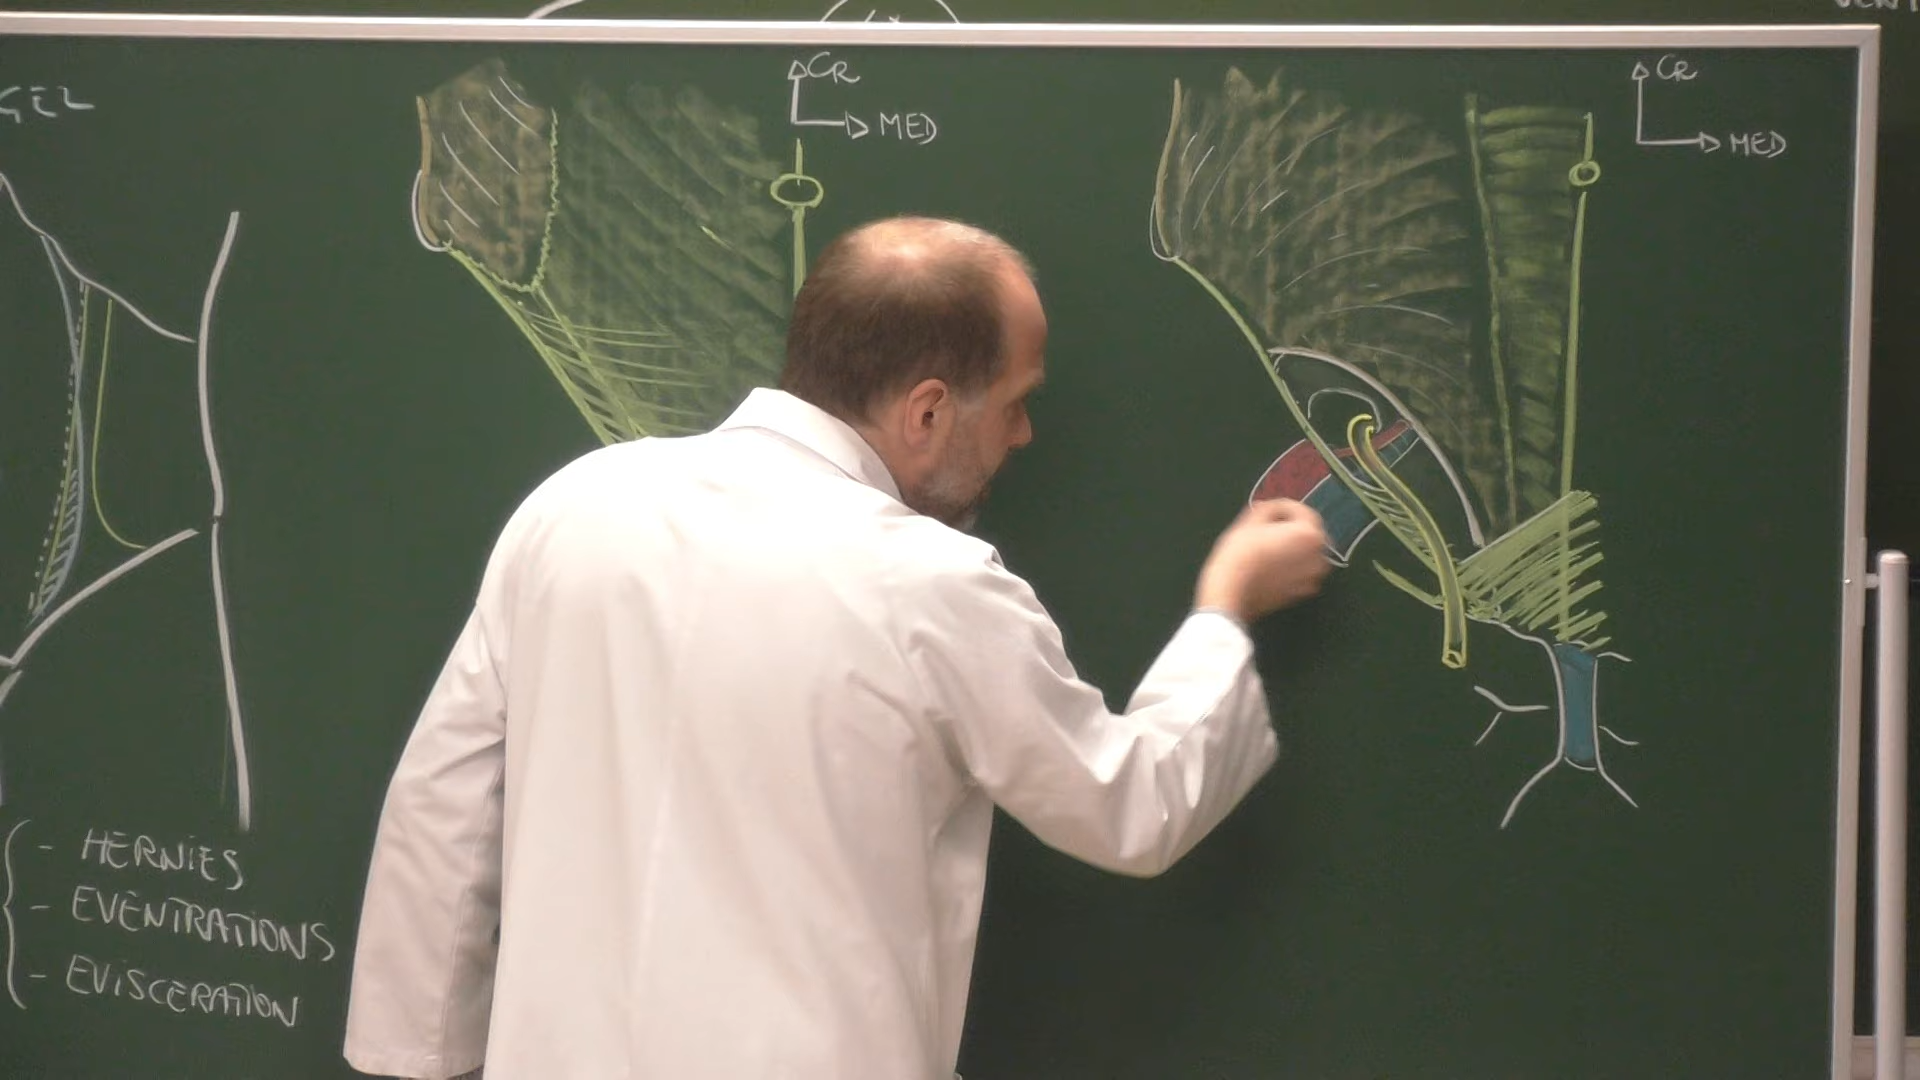 CR
MED
CR
MED
- HERNIES
- EVENTRATIONS
- EVISCERATION